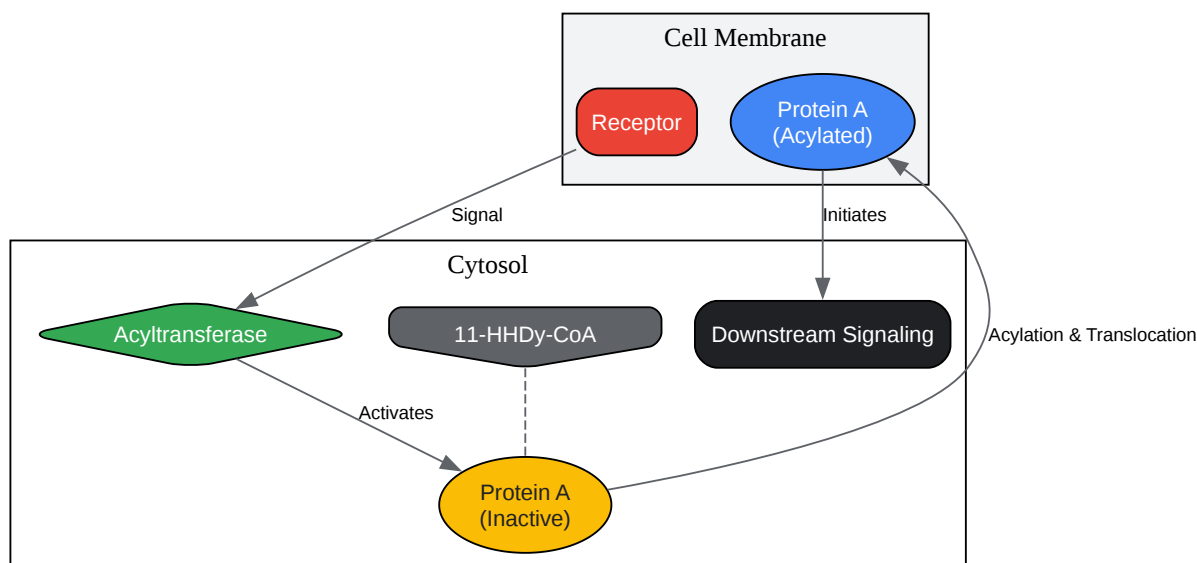 Cell Membrane
Receptor
Protein A
(Acylated)
Signal
Initiates
Cytosol
Acyltransferase
11-HHDy-CoA
Downstream Signaling
Acylation & Translocation
Activates
Protein A
(Inactive)